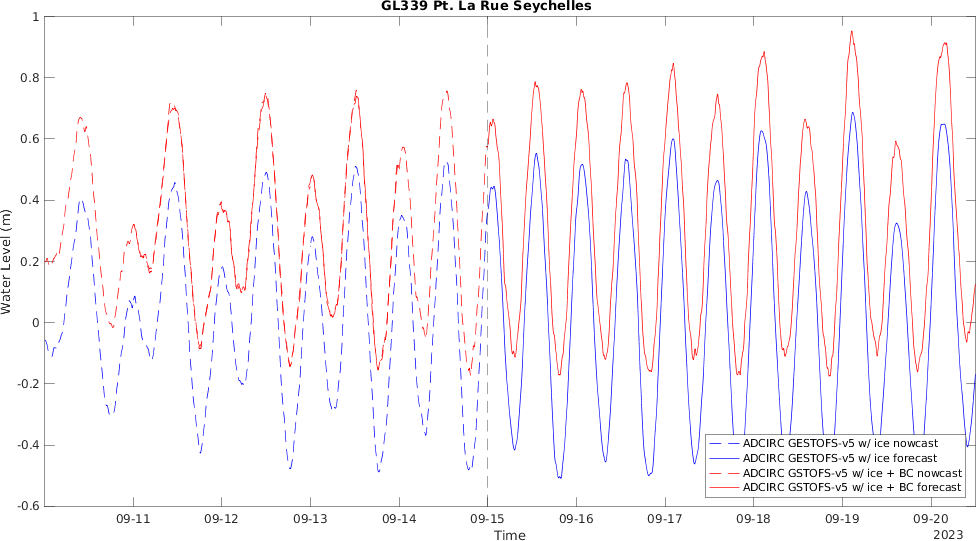 GL339 Pt. La Rue Seychelles
1
0.8
0.6
0.4
0.2
0
-0.2
-0.4
-0.6
Water Level (m)
ADCIRC GESTOFS-v5 w/ ice nowcast
ADCIRC GESTOFS-v5 w/ ice forecast
ADCIRC GSTOFS-v5 w/ ice + BC nowcast
ADCIRC GSTOFS-v5 w/ ice + BC forecast
09-11 09-12 09-13 09-14 09-15 09-16 09-17 09-18 09-19 09-20
Time
2023